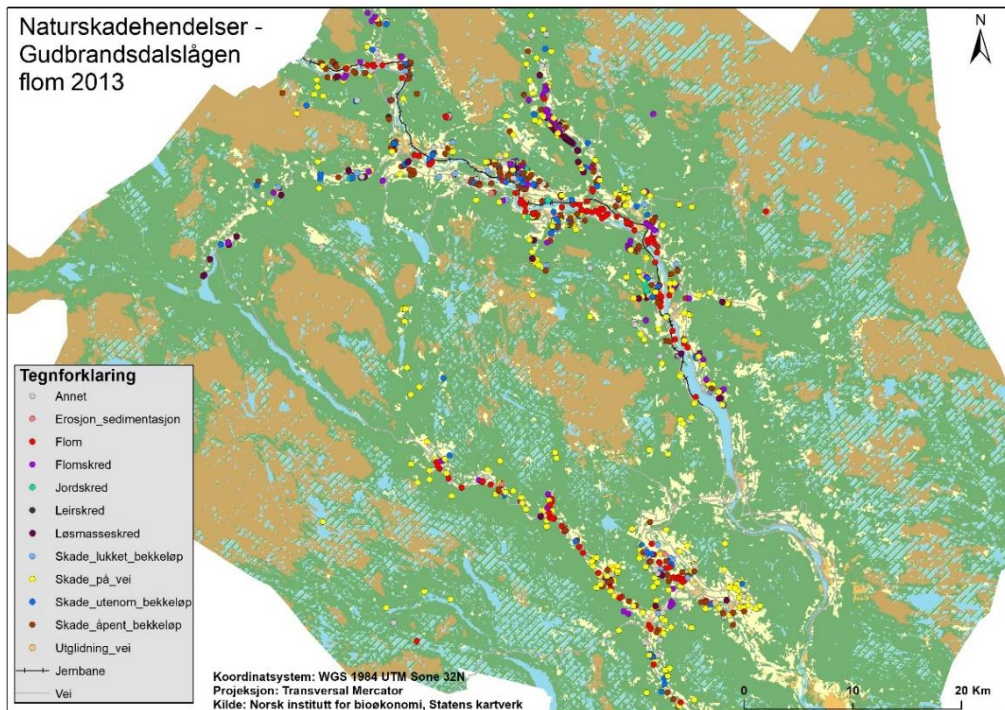 Naturskadehendelser -
Gudbrandsdalslågen
flom 2013
N
Tegnforklaring
Annet
Erosjon_sedimentasjon
Flom
Flomskred
Jordskred
Leirskred
Løsmasseskred
Skade_lukket_bekkeløp
Skade_på_vei
Skade_utenom_bekkeløp
Skade_åpent_bekkeløp
Utglidning_vei
Jernbane
Vei
Koordinatsystem: WGS 1984 UTM Søne 32N
Projeksjon: Transversal Mercator
Kilde: Norsk institutt for bioøkonomi, Statens kartverk
0 10 20 Km